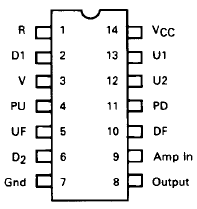 R 1 14 VCC
D1 2 13 U1
V 3 12 U2
PU 4 11 PD
UF 5 10 DF
D2 6 9 Amp In
Gnd 7 8 Output